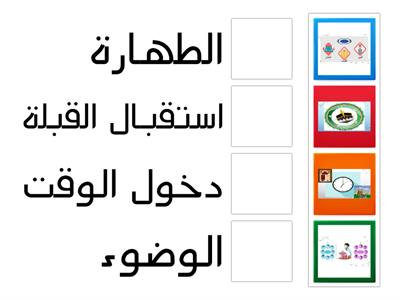 الطهارة
استقبال القبلة
دخول الوقت
الوضوء